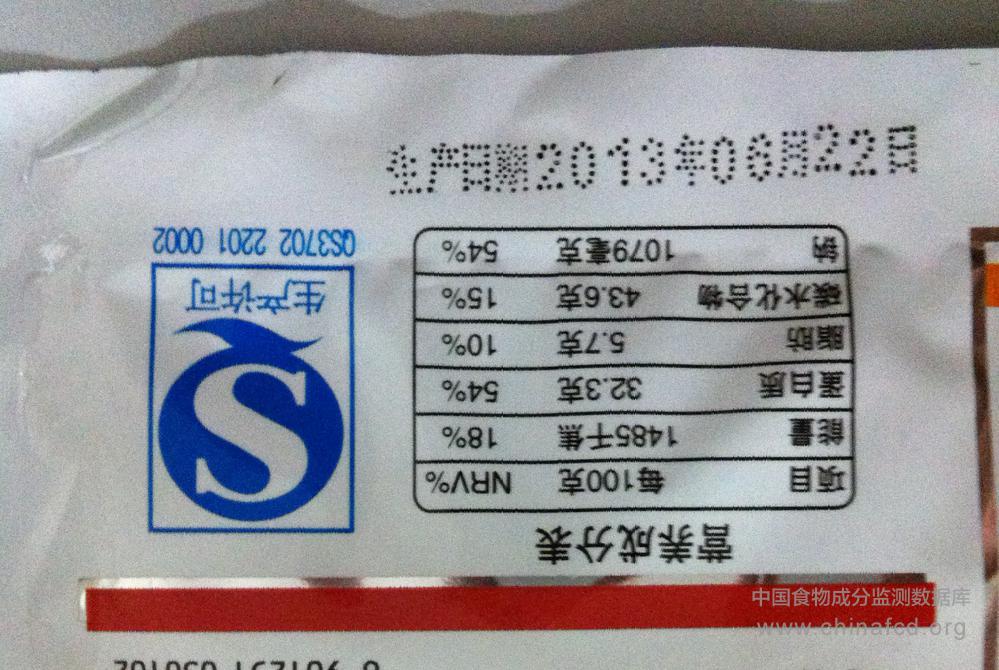 营养成分表
项目 每100克 NRV%
能量 1485千焦 18%
蛋白质 32.3克 54%
脂肪 5.7克 10%
碳水化合物 43.6克 15%
钠 1079毫克 54%
生产许可
QS3702 2201 0002
生产日期2013年06月22日
中国食物成分监测数据库
www.chinafcd.org